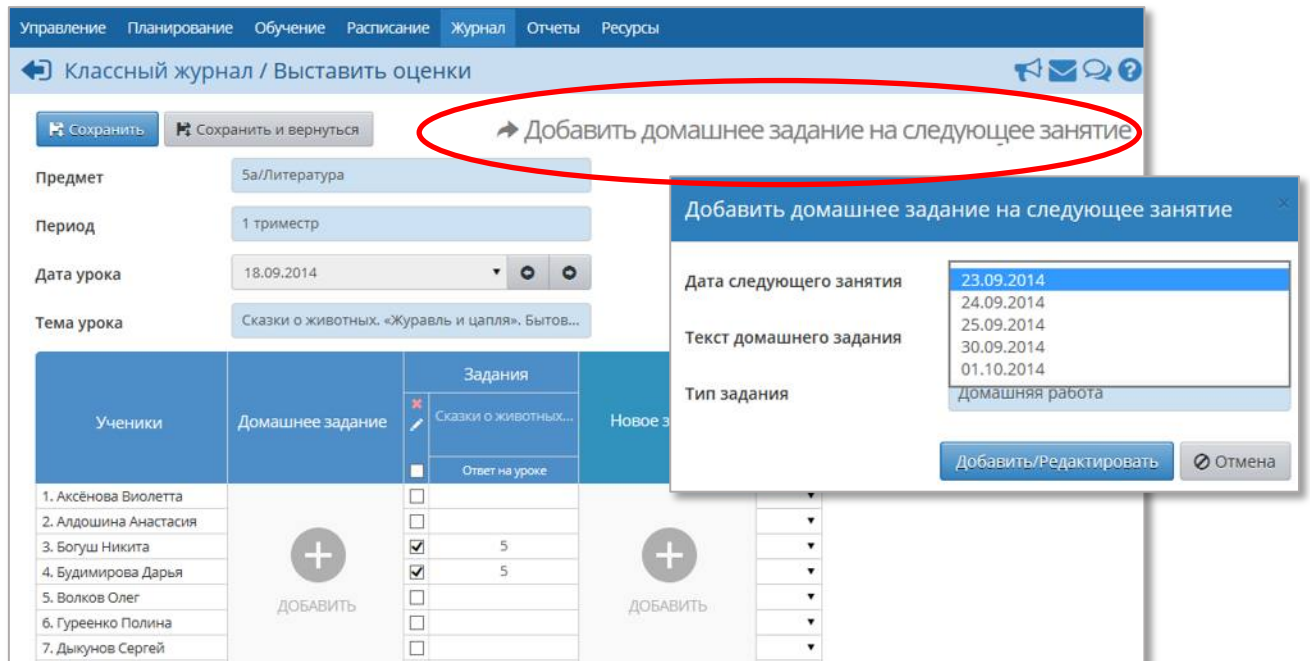 Управление Планирование Обучение Расписание Журнал Отчеты Ресурсы
Классный журнал / Выставить оценки
Сохранить Сохранить и вернуться Добавить домашнее задание на следующее занятие
Предмет 5а/Литература
Период 1 триместр
Дата урока 18.09.2014
Тема урока Сказки о животных. «Журавль и цапля». Бытов...
Добавить домашнее задание на следующее занятие
Дата следующего занятия
23.09.2014
24.09.2014
25.09.2014
30.09.2014
01.10.2014
Текст домашнего задания
Тип задания Домашняя работа
Добавить/Редактировать Отмена
Ученики Домашнее задание Задания
Сказки о животных...
Ответ на уроке
Новое
1. Аксёнова Виолетта
2. Алдошина Анастасия
3. Богуш Никита 5
4. Будимирова Дарья 5
5. Волков Олег
6. Гуреенко Полина
7. Дыкунов Сергей
ДОБАВИТЬ ДОБАВИТЬ